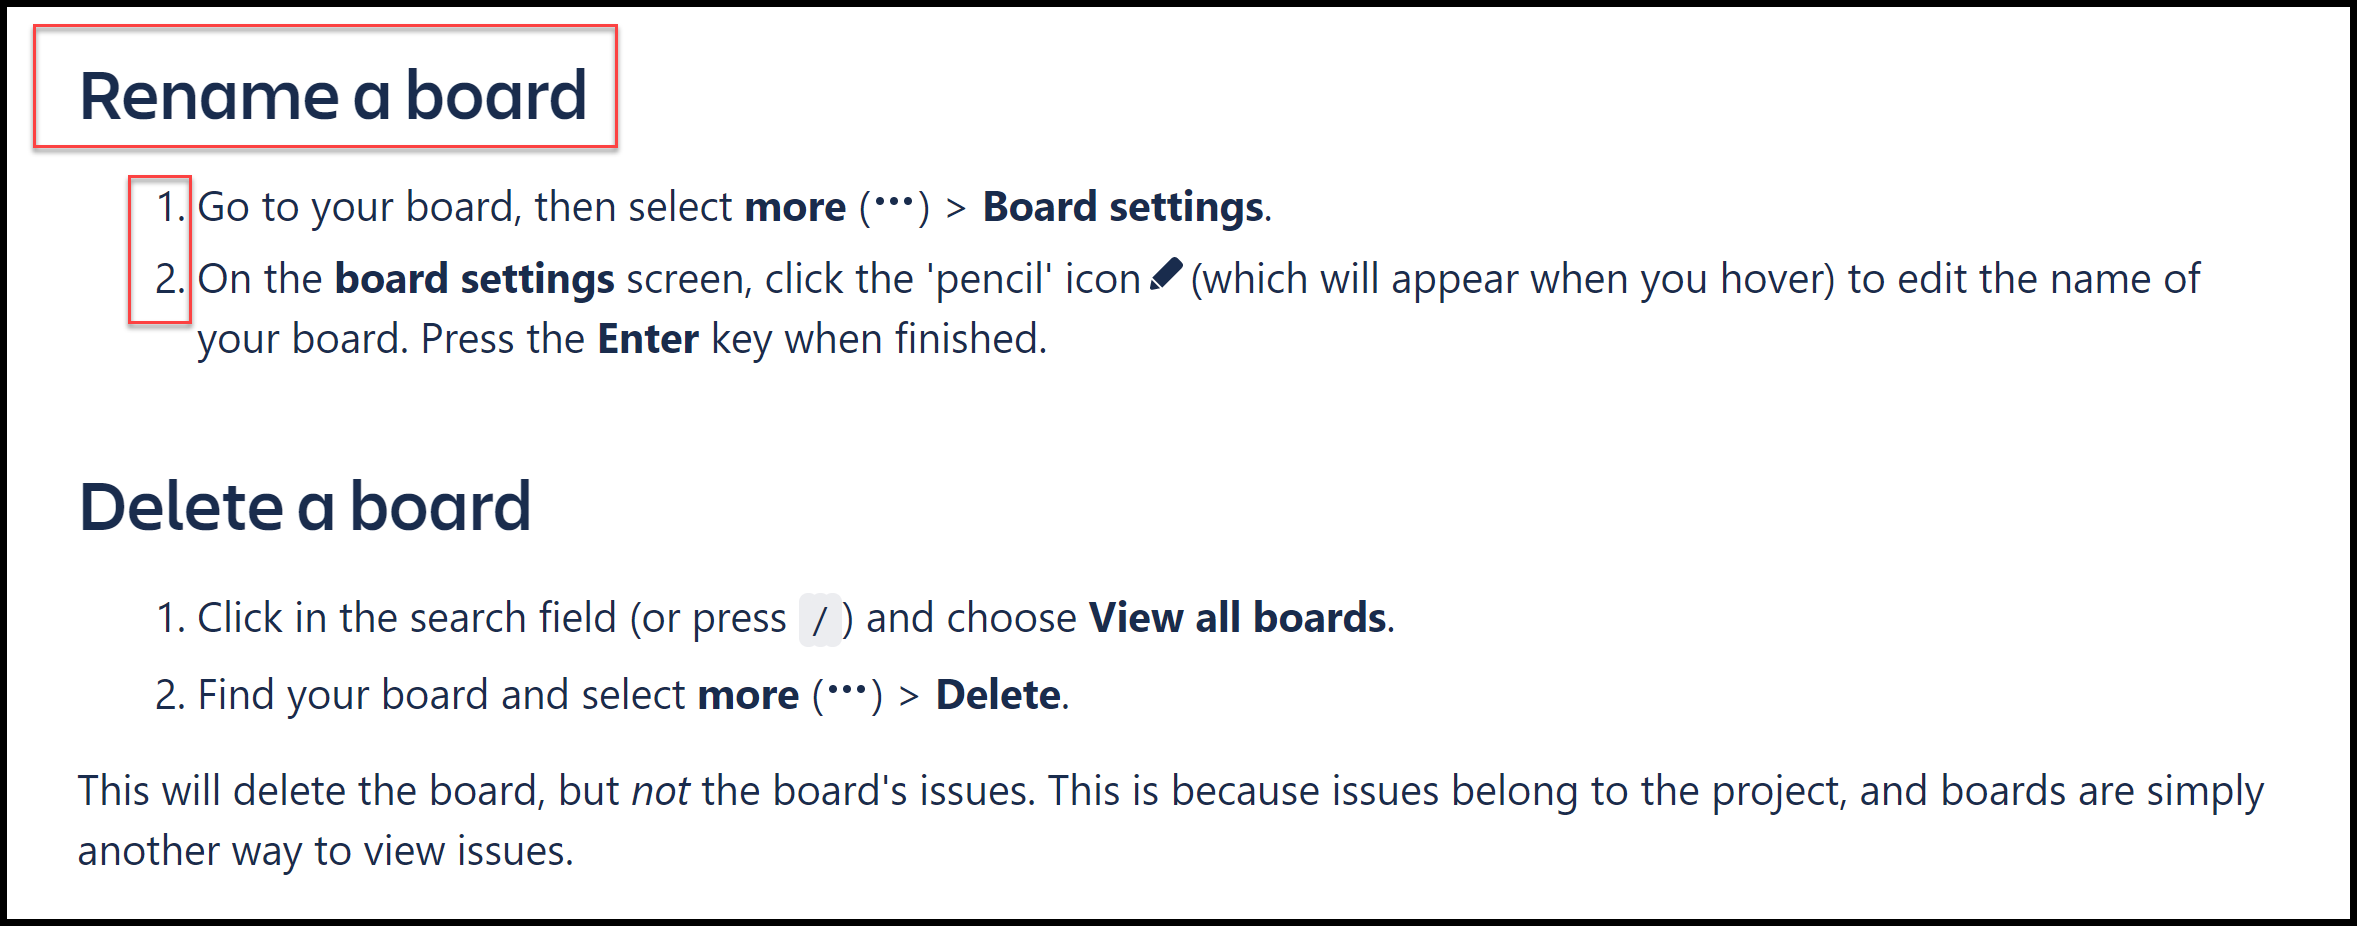 Rename a board
1. Go to your board, then select more (•••) > Board settings.
2. On the board settings screen, click the 'pencil' icon (which will appear when you hover) to edit the name of
your board. Press the Enter key when finished.
Delete a board
1. Click in the search field (or press / ) and choose View all boards.
2. Find your board and select more (•••) > Delete.
This will delete the board, but not the board's issues. This is because issues belong to the project, and boards are simply
another way to view issues.